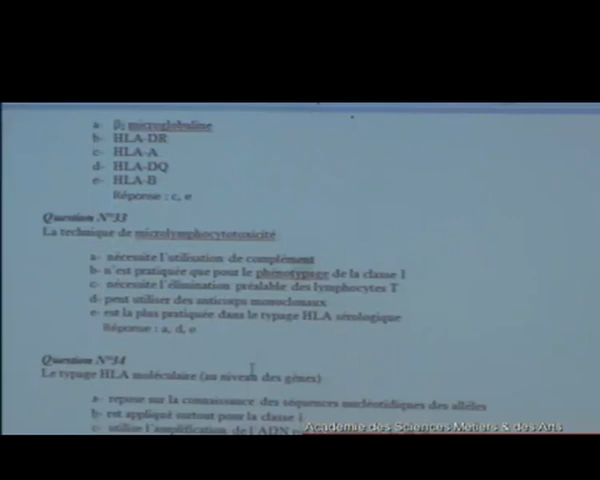 a- β2 microglobuline
b- HLA-DR
c- HLA-A
d- HLA-DQ
e- HLA-B
Réponse : c, e
Question N°33
La technique de microlymphocytotoxicité
a- nécessite l'utilisation de complément
b- n'est pratiquée que pour le phénotypage de la classe I
c- nécessite l'élimination préalable des lymphocytes T
d- peut utiliser des anticorps monoclonaux
e- est la plus pratiquée dans le typage HLA sérologique
Réponse : a, d, e
Question N°34
Le typage HLA moléculaire (au niveau des gènes)
a- repose sur la connaissance des séquences nucléotidiques des allèles
b- est appliqué surtout pour la classe I
c- utilise l'amplification de l'ADN
Academie des Sciences Metiers & des Arts